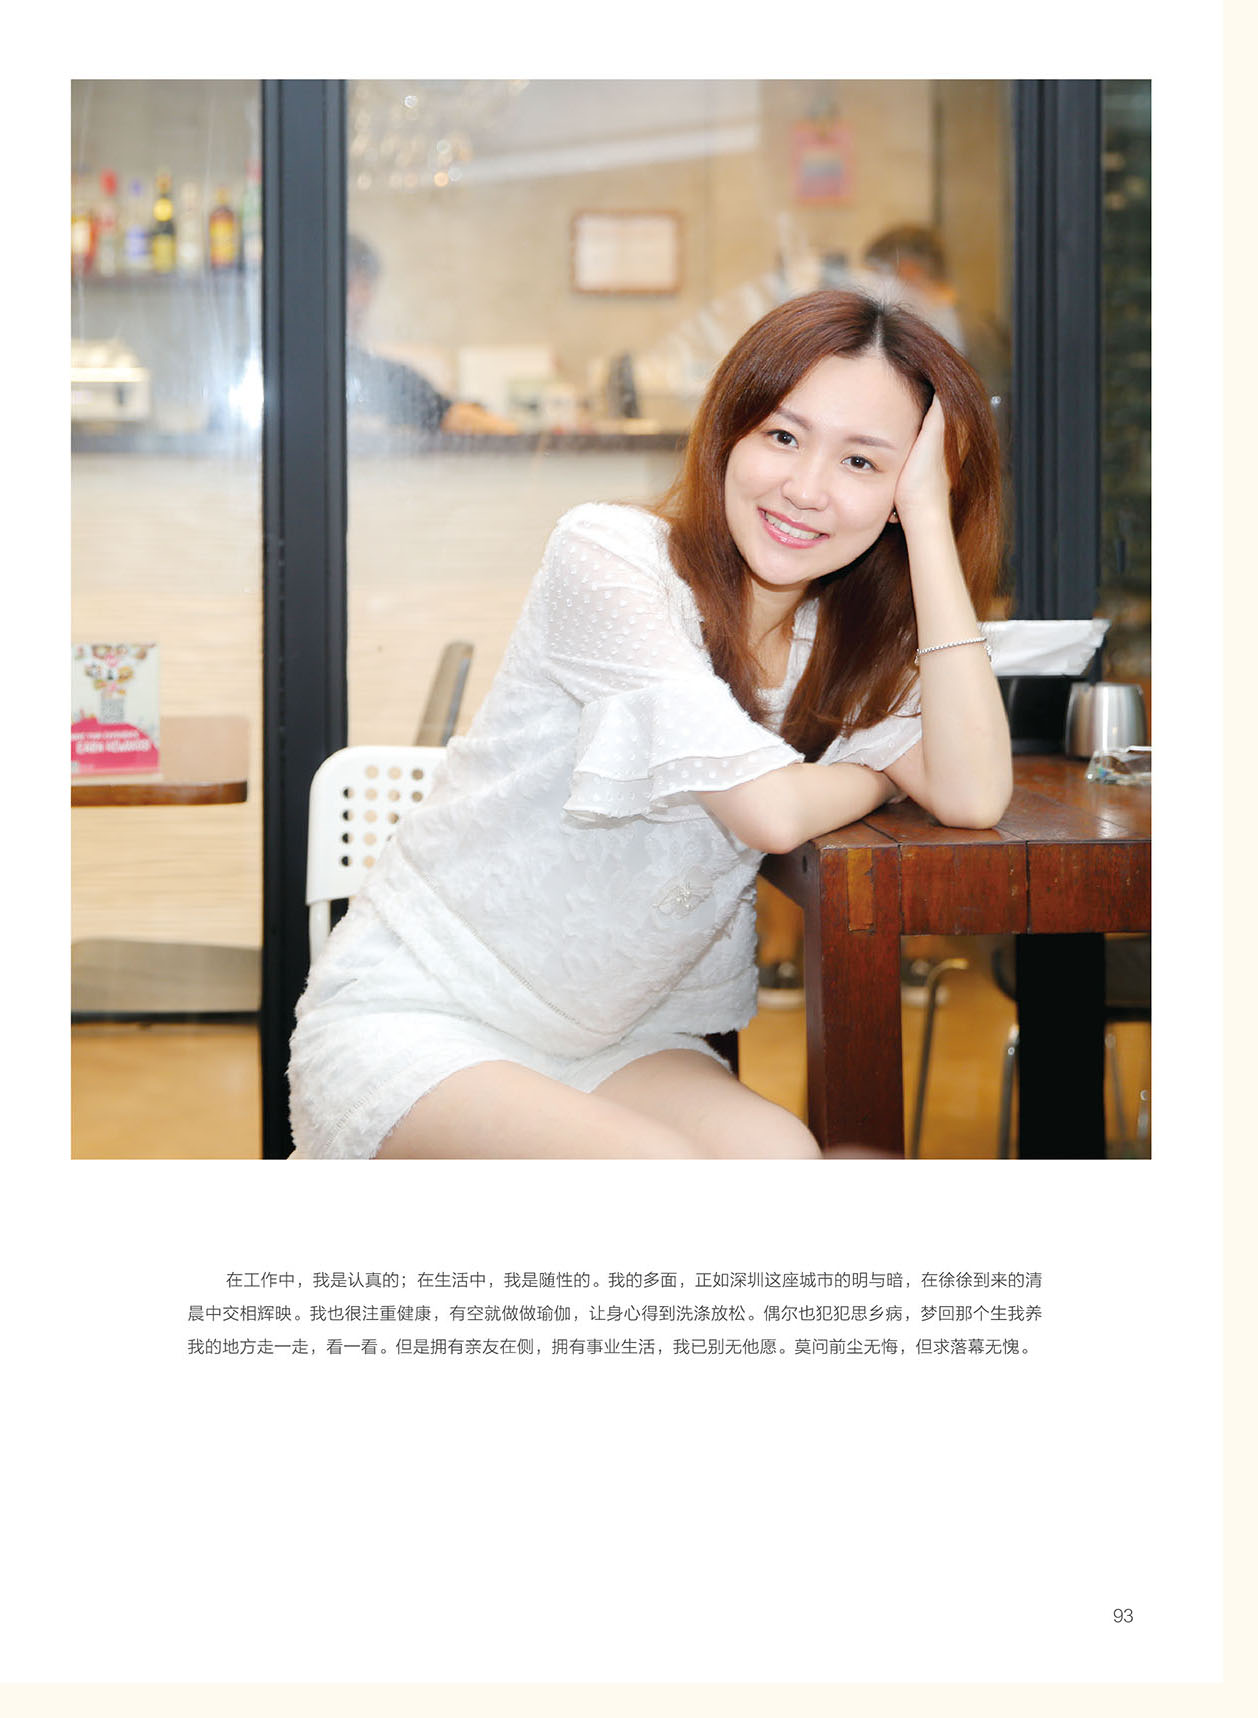 EARN REWARDS
在工作中，我是认真的；在生活中，我是随性的。我的多面，正如深圳这座城市的明与暗，在徐徐到来的清
晨中交相辉映。我也很注重健康，有空就做做瑜伽，让身心得到洗涤放松。偶尔也犯犯思乡病，梦回那个生我养
我的地方走一走，看一看。但是拥有亲友在侧，拥有事业生活，我已别无他愿。莫问前尘无悔，但求落幕无愧。
93